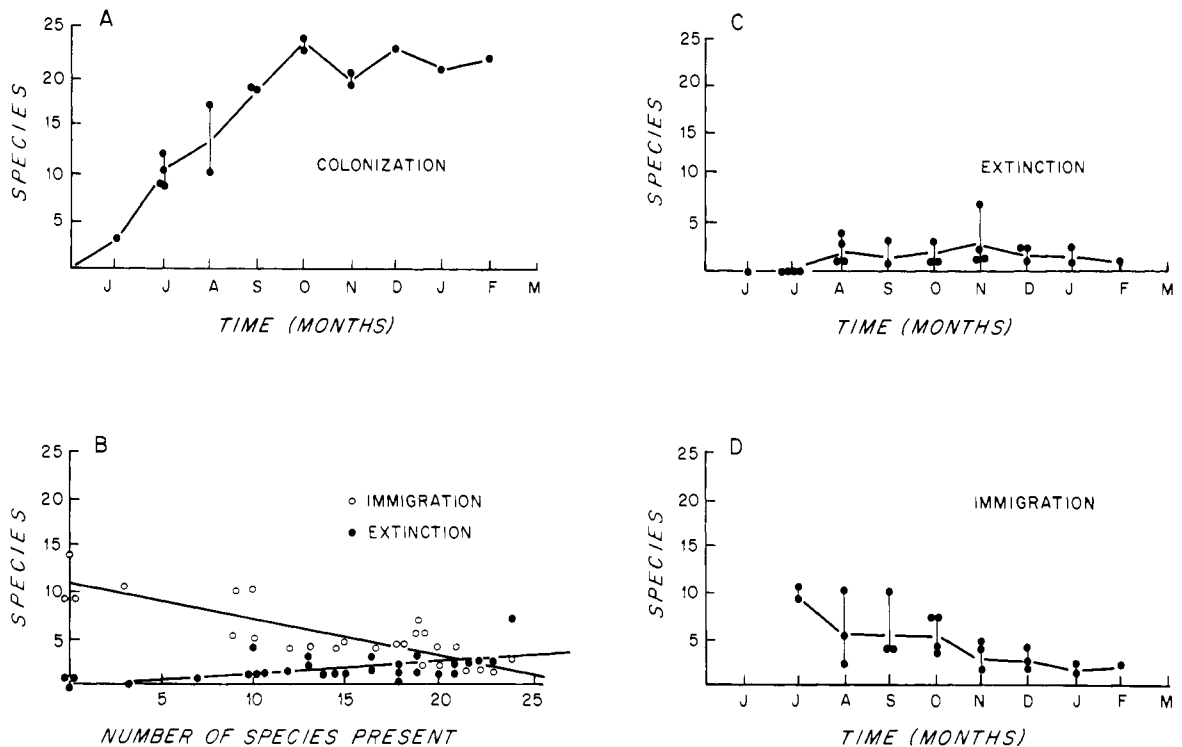 A
25
20
15
10
5
SPECIES
COLONIZATION
J J A S O N D J F M
TIME (MONTHS)
C
25
20
15
10
5
SPECIES
EXTINCTION
J J A S O N D J F M
TIME (MONTHS)
B
25
20
15
10
5
SPECIES
IMMIGRATION
EXTINCTION
5 10 15 20 25
NUMBER OF SPECIES PRESENT
D
25
20
15
10
5
SPECIES
IMMIGRATION
J J A S O N D J F M
TIME (MONTHS)